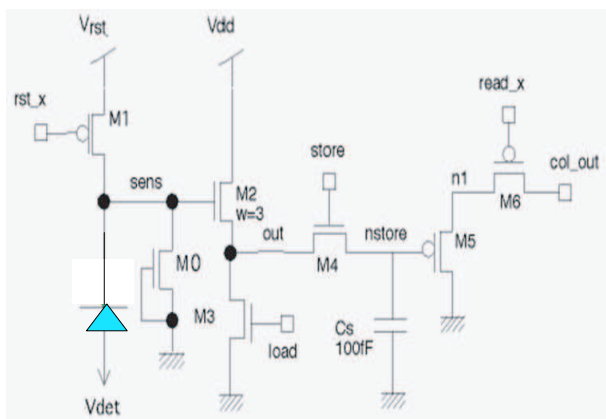 Vrst
Vdd
rst_x
M1
read_x
store
col_out
sens
n1
M6
M2
w=3
out
nstore
M5
M0
M4
M3
Cs
100fF
load
Vdet